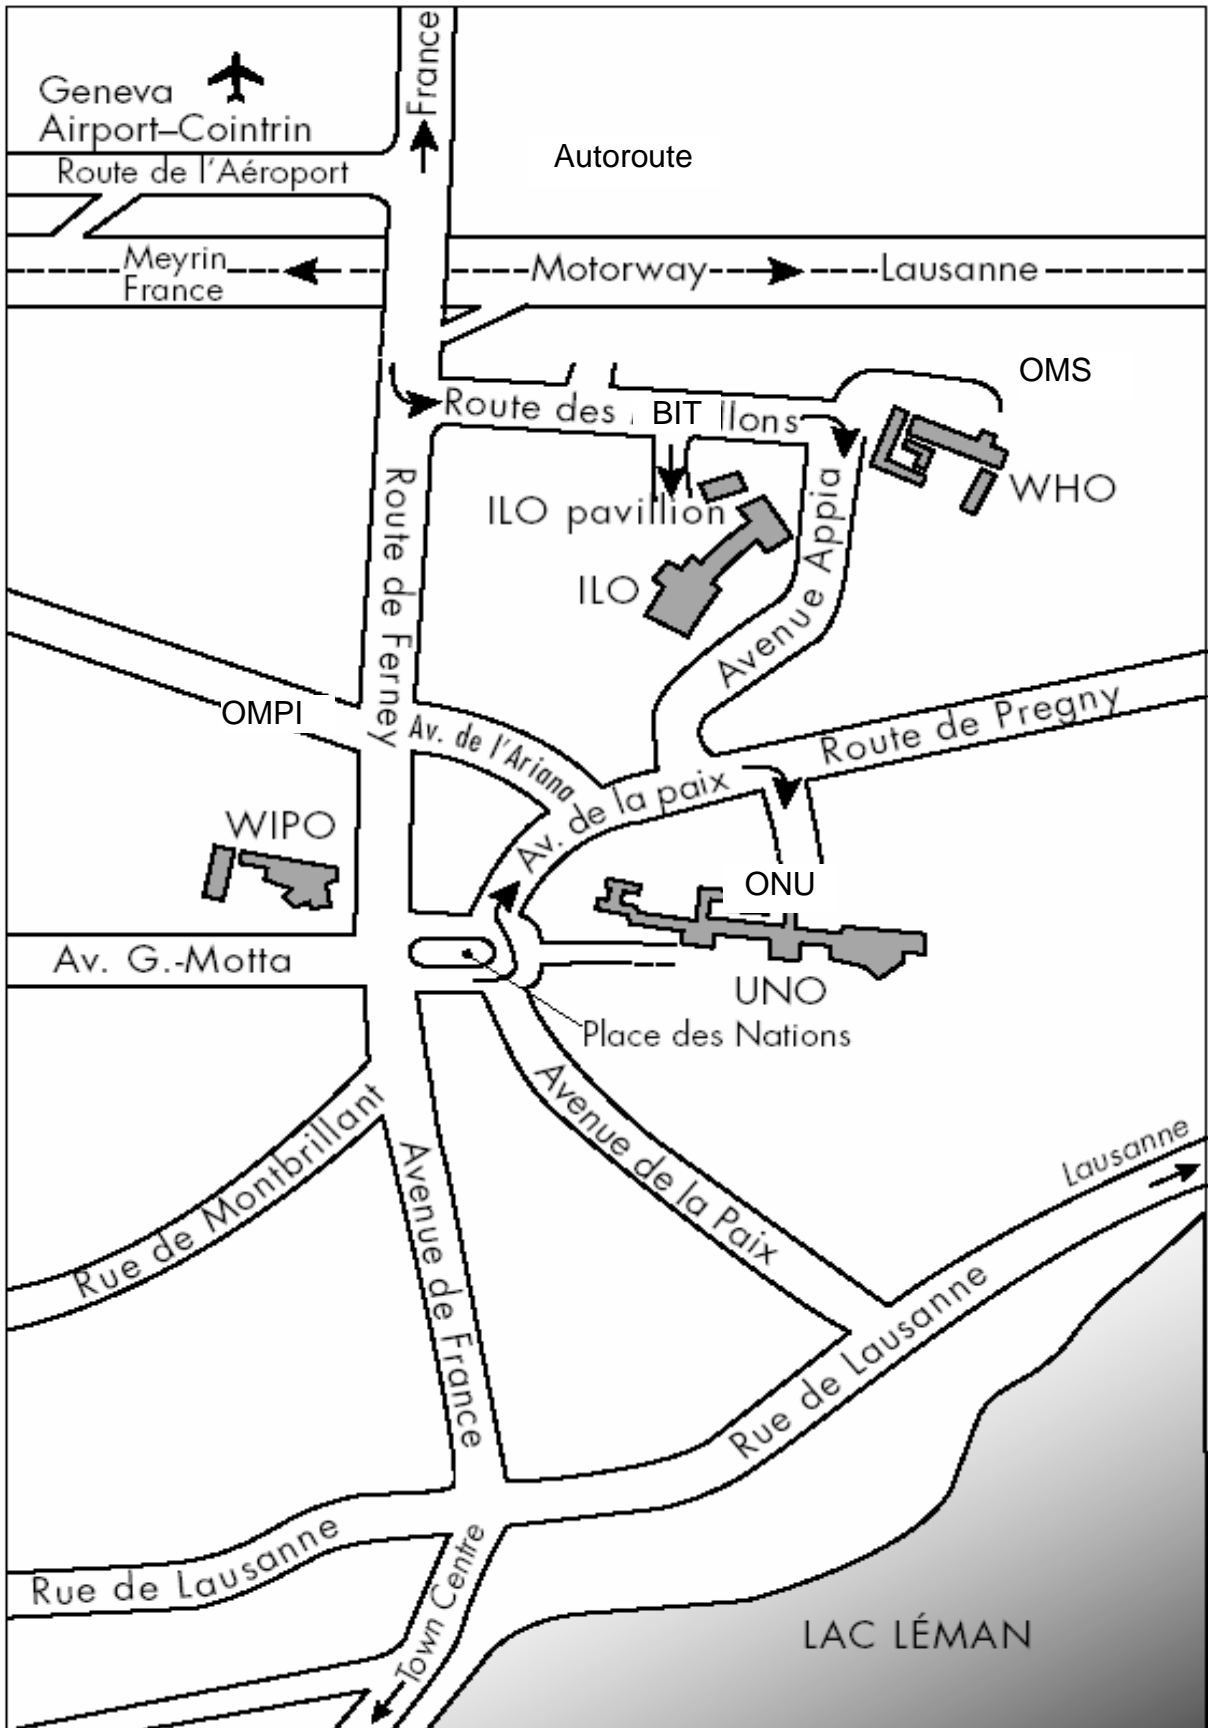 France
Geneva
Airport–Cointrin
Autoroute
Route de l'Aéroport
Meyrin
France
Motorway
Lausanne
OMS
Route des
BIT
llons
WHO
Route de Ferney
ILO pavillion
Avenue Appia
ILO
OMPI
Av. de l'Ariana
Route de Pregny
Av. de la paix
WIPO
ONU
Av. G.-Motta
UNO
Place des Nations
Avenue de la Paix
Rue de Montbrillant
Avenue de France
Lausanne
Rue de Lausanne
Rue de Lausanne
Town Centre
LAC LÉMAN